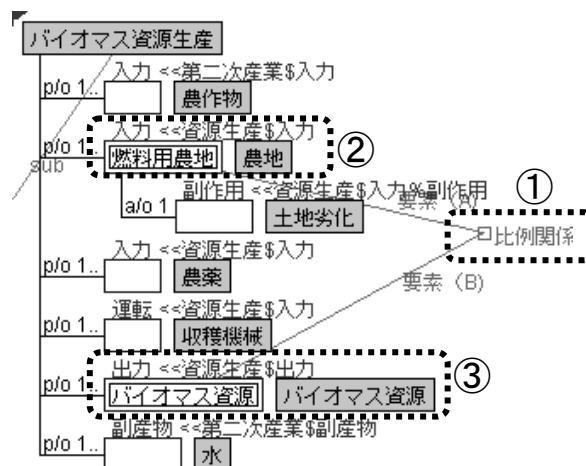 バイオマス資源生産
入力 <<第二次産業$入力
p/o 1.. 農作物
入力 <<資源生産$入力
p/o 1.. 燃料用農地 農地 ②
sub
副作用 <<資源生産$入力%副作用
a/o 1 土地劣化
要素 (A) ①
比例関係
入力 <<資源生産$入力
p/o 1.. 農薬
要素 (B)
運転 <<資源生産$入力
p/o 1.. 収穫機械
出力 <<資源生産$出力
p/o 1.. バイオマス資源 バイオマス資源 ③
副産物 <<第二次産業$副産物
p/o 1.. 水